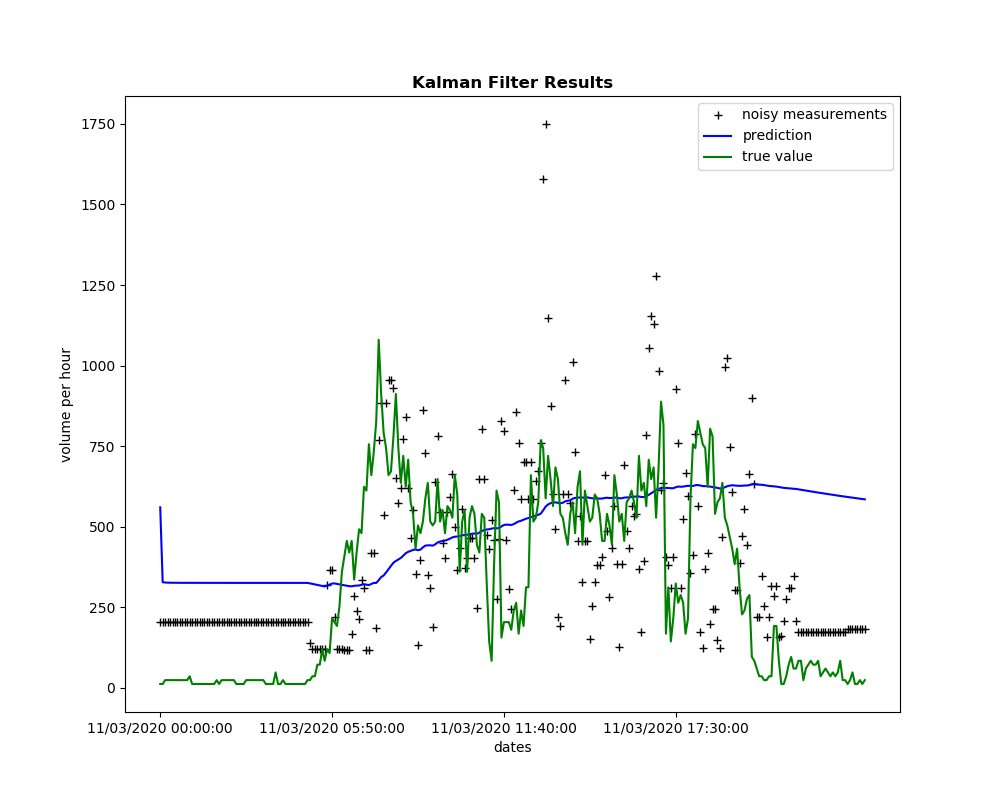 Kalman Filter Results
noisy measurements
prediction
true value
volume per hour
1750
1500
1250
1000
750
500
250
0
11/03/2020 00:00:00
11/03/2020 05:50:00
11/03/2020 11:40:00
11/03/2020 17:30:00
dates